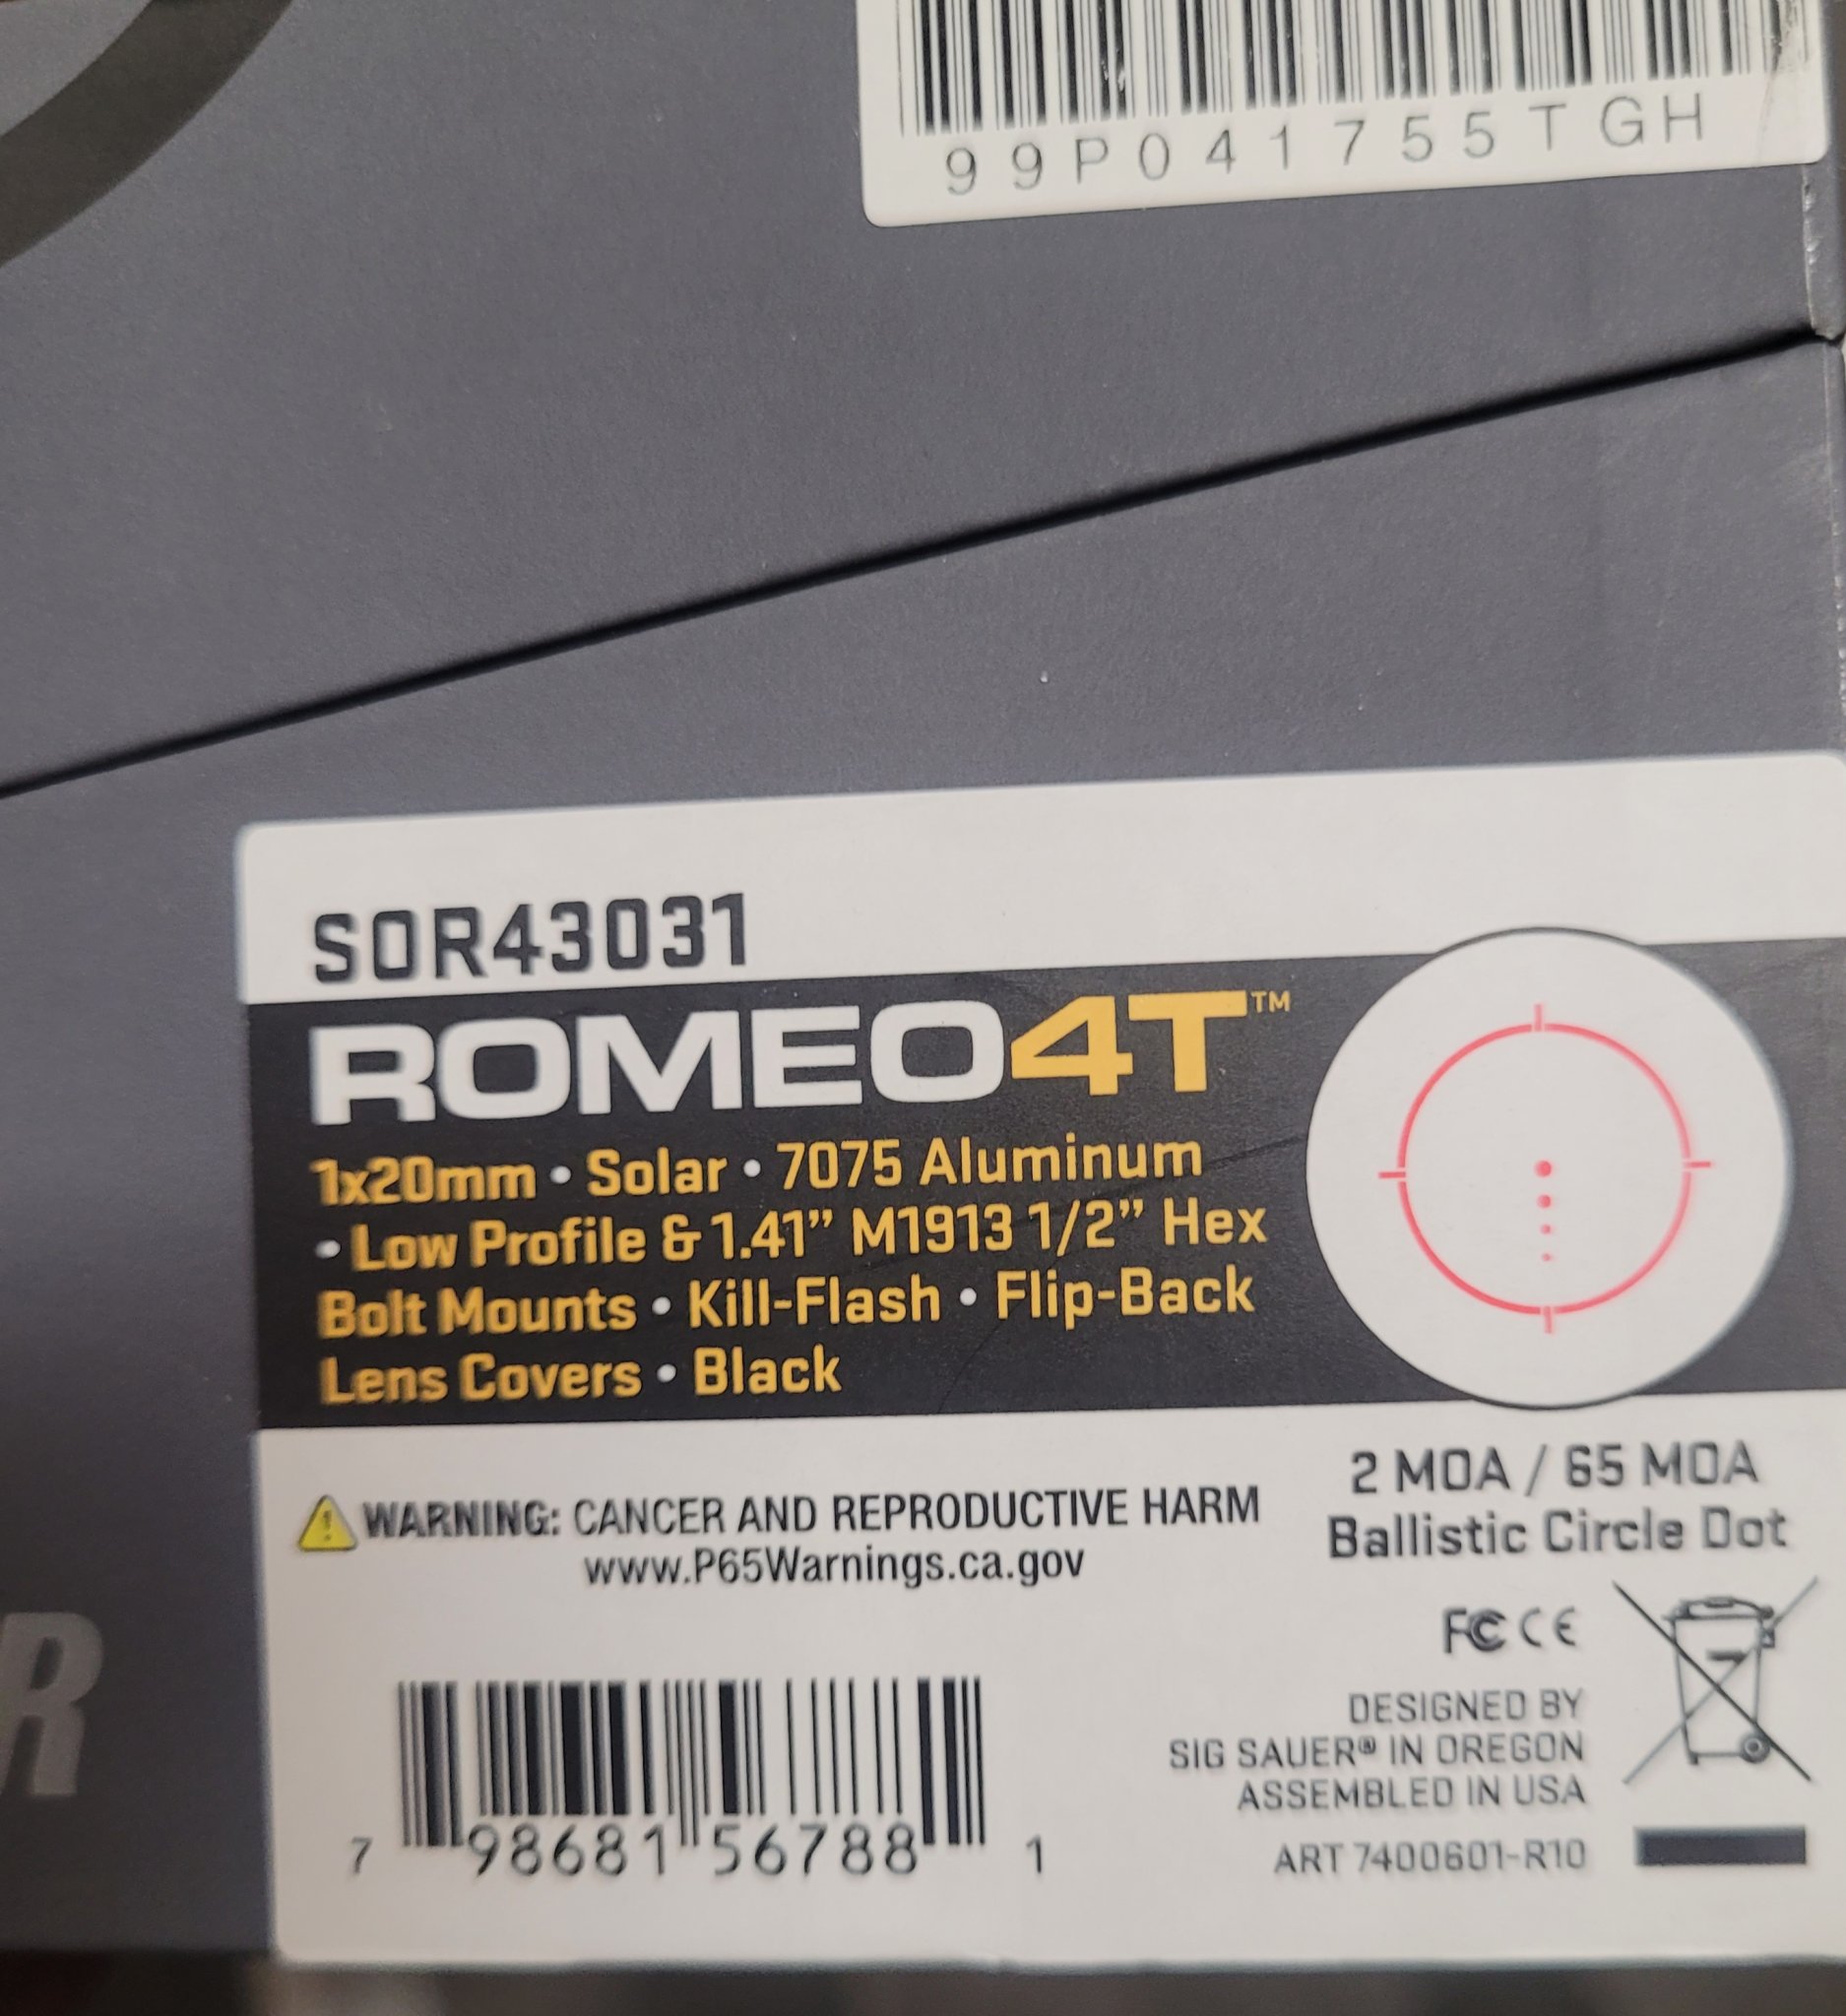 99P041755TGH
SOR43031
ROMEO4T™
1x20mm • Solar • 7075 Aluminum
• Low Profile & 1.41” M1913 1/2” Hex
Bolt Mounts • Kill-Flash • Flip-Back
Lens Covers • Black
2 MOA / 65 MOA
Ballistic Circle Dot
WARNING: CANCER AND REPRODUCTIVE HARM
www.P65Warnings.ca.gov
FC CE
DESIGNED BY
SIG SAUER® IN OREGON
ASSEMBLED IN USA
ART 7400601-R10
7 98681 56788 1
R